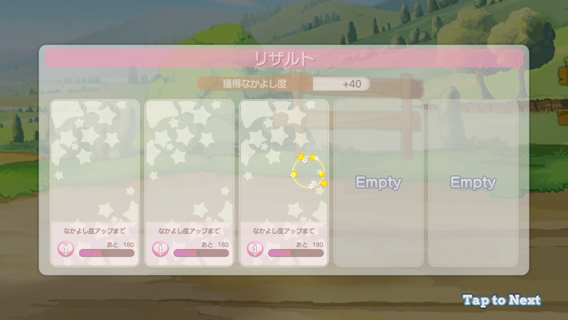 リザルト
獲得なかよし度 +40
Empty Empty
なかよし度アップまで なかよし度アップまで なかよし度アップまで
あと 180 あと 180 あと 180
Tap to Next